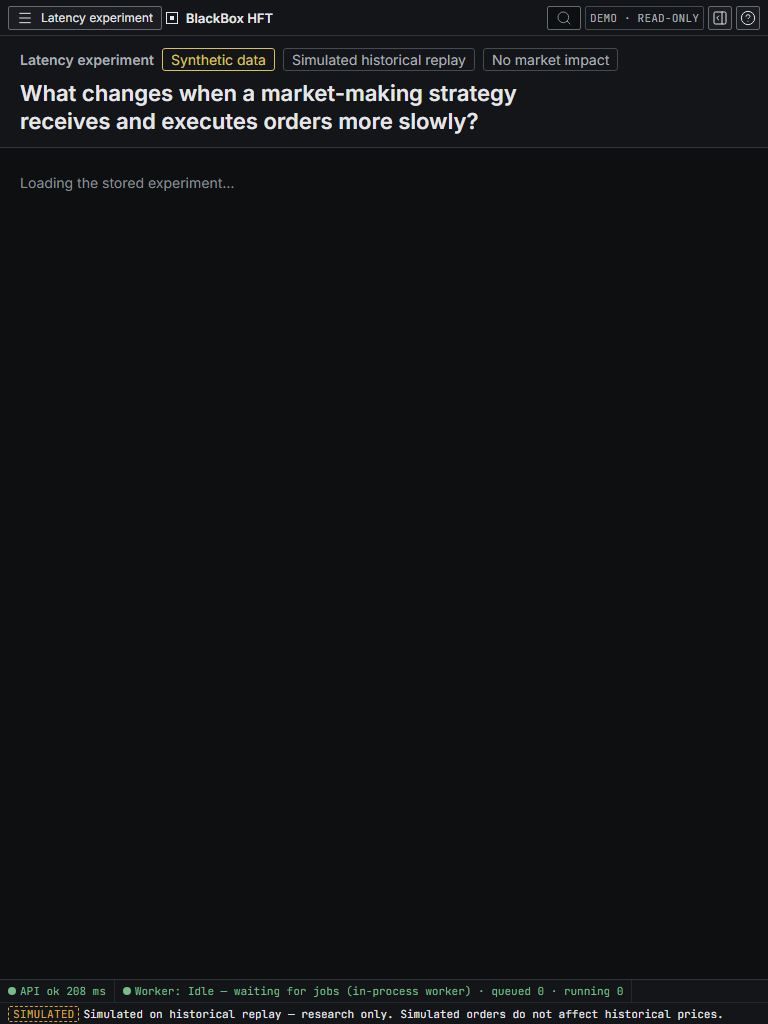 Latency experiment BlackBox HFT DEMO · READ-ONLY
Latency experiment Synthetic data Simulated historical replay No market impact
What changes when a market-making strategy
receives and executes orders more slowly?
Loading the stored experiment…
API ok 208 ms Worker: Idle — waiting for jobs (in-process worker) · queued 0 · running 0
SIMULATED Simulated on historical replay — research only. Simulated orders do not affect historical prices.